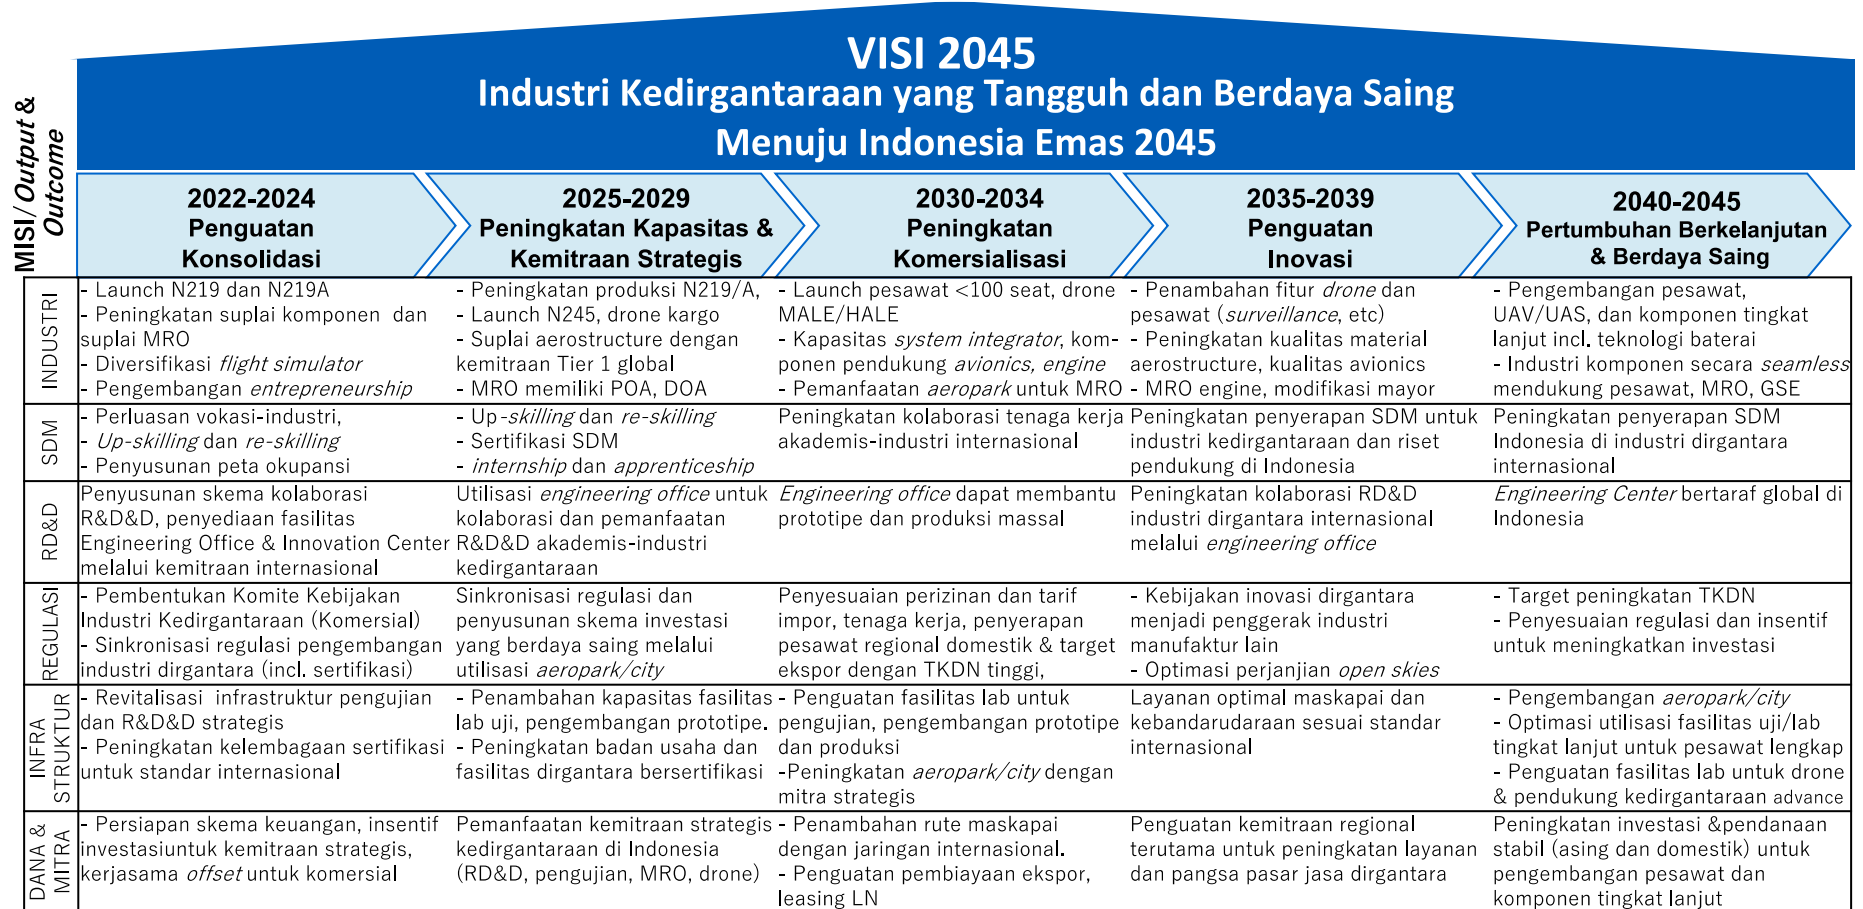 VISI 2045
Industri Kedirgantaraan yang Tangguh dan Berdaya Saing
Menuju Indonesia Emas 2045
MISI/Output &
Outcome
2022-2024
Penguatan
Konsolidasi
2025-2029
Peningkatan Kapasitas &
Kemitraan Strategis
2030-2034
Peningkatan
Komersialisasi
2035-2039
Penguatan
Inovasi
2040-2045
Pertumbuhan Berkelanjutan
& Berdaya Saing
INDUSTRI
- Launch N219 dan N219A
- Peningkatan suplai komponen dan
suplai MRO
- Diversifikasi flight simulator
- Pengembangan entrepreneurship
- Peningkatan produksi N219/A,
- Launch N245, drone kargo
- Suplai aerostructure dengan
kemitraan Tier 1 global
- MRO memiliki POA, DOA
- Launch pesawat <100 seat, drone
MALE/HALE
- Kapasitas system integrator, kom-
ponen pendukung avionics, engine
- Pemanfaatan aeropark untuk MRO
- Penambahan fitur drone dan
pesawat (surveillance, etc)
- Peningkatan kualitas material
aerostructure, kualitas avionics
- MRO engine, modifikasi mayor
- Pengembangan pesawat,
UAV/UAS, dan komponen tingkat
lanjut incl. teknologi baterai
- Industri komponen secara seamless
mendukung pesawat, MRO, GSE
SDM
- Perluasan vokasi-industri,
- Up-skilling dan re-skilling
- Penyusunan peta okupansi
- Up-skilling dan re-skilling
- Sertifikasi SDM
- internship dan apprenticeship
Peningkatan kolaborasi tenaga kerja
akademis-industri internasional
Peningkatan penyerapan SDM untuk
industri kedirgantaraan dan riset
pendukung di Indonesia
Peningkatan penyerapan SDM
Indonesia di industri dirgantara
internasional
RD&D
Penyusunan skema kolaborasi
R&D&D, penyediaan fasilitas
Engineering Office & Innovation Center
melalui kemitraan internasional
Utilisasi engineering office untuk
kolaborasi dan pemanfaatan
R&D&D akademis-industri
kedirgantaraan
Engineering office dapat membantu
prototipe dan produksi massal
Peningkatan kolaborasi RD&D
industri dirgantara internasional
melalui engineering office
Engineering Center bertaraf global di
Indonesia
REGULASI
- Pembentukan Komite Kebijakan
Industri Kedirgantaraan (Komersial)
- Sinkronisasi regulasi pengembangan
industri dirgantara (incl. sertifikasi)
Sinkronisasi regulasi dan
penyusunan skema investasi
yang berdaya saing melalui
utilisasi aeropark/city
Penyesuaian perizinan dan tarif
impor, tenaga kerja, penyerapan
pesawat regional domestik & target
ekspor dengan TKDN tinggi,
- Kebijakan inovasi dirgantara
menjadi penggerak industri
manufaktur lain
- Optimasi perjanjian open skies
- Target peningkatan TKDN
- Penyesuaian regulasi dan insentif
untuk meningkatkan investasi
INFRA
STRUKTUR
- Revitalisasi infrastruktur pengujian
dan R&D&D strategis
- Peningkatan kelembagaan sertifikasi
untuk standar internasional
- Penambahan kapasitas fasilitas
lab uji, pengembangan prototipe.
- Peningkatan badan usaha dan
fasilitas dirgantara bersertifikasi
- Penguatan fasilitas lab untuk
pengujian, pengembangan prototipe
dan produksi
-Peningkatan aeropark/city dengan
mitra strategis
Layanan optimal maskapai dan
kebandarudaraan sesuai standar
internasional
- Pengembangan aeropark/city
- Optimasi utilisasi fasilitas uji/lab
tingkat lanjut untuk pesawat lengkap
- Penguatan fasilitas lab untuk drone
& pendukung kedirgantaraan advance
DANA &
MITRA
- Persiapan skema keuangan, insentif
investasiuntuk kemitraan strategis,
kerjasama offset untuk komersial
Pemanfaatan kemitraan strategis
kedirgantaraan di Indonesia
(RD&D, pengujian, MRO, drone)
- Penambahan rute maskapai
dengan jaringan internasional.
- Penguatan pembiayaan ekspor,
leasing LN
Penguatan kemitraan regional
terutama untuk peningkatan layanan
dan pangsa pasar jasa dirgantara
Peningkatan investasi &pendanaan
stabil (asing dan domestik) untuk
pengembangan pesawat dan
komponen tingkat lanjut